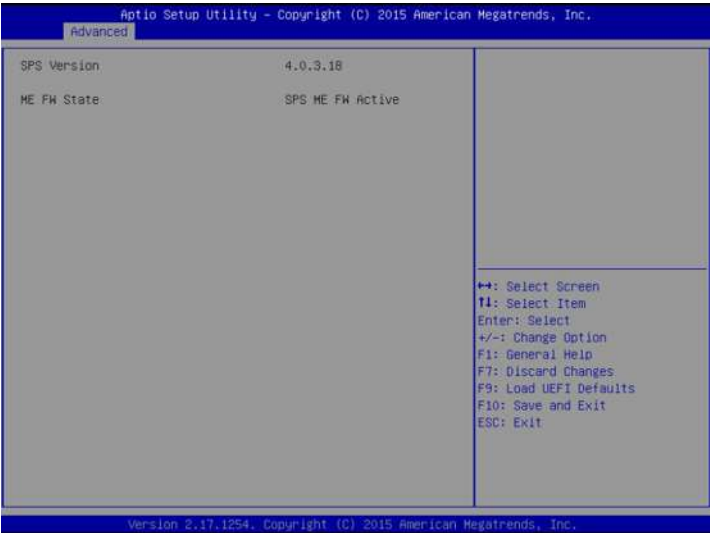 Aptio Setup Utility - Copyright (C) 2015 American Megatrends, Inc.
Advanced
SPS Version 4.0.3.18
ME FW State SPS ME FW Active
↔: Select Screen
↑↓: Select Item
Enter: Select
+/-: Change Option
F1: General Help
F7: Discard Changes
F9: Load UEFI Defaults
F10: Save and Exit
ESC: Exit
Version 2.17.1254. Copyright (C) 2015 American Megatrends, Inc.